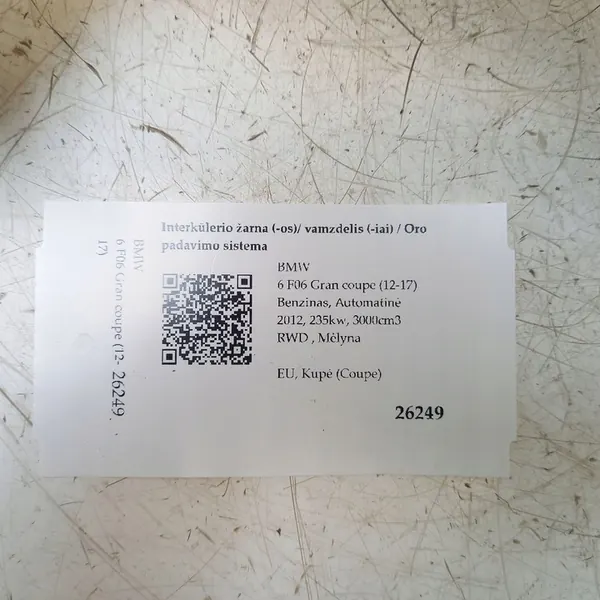 Interkūlerio žarna (-os)/ vamzdelis (-iai) / Oro
padavimo sistema
BMW
6 F06 Gran coupe (12-17)
Benzinas, Automatinė
2012, 235kw, 3000cm3
RWD , Mėlyna
EU, Kupė (Coupe)
26249
BMW
6 F06 Gran coupe (12-
17)
26249